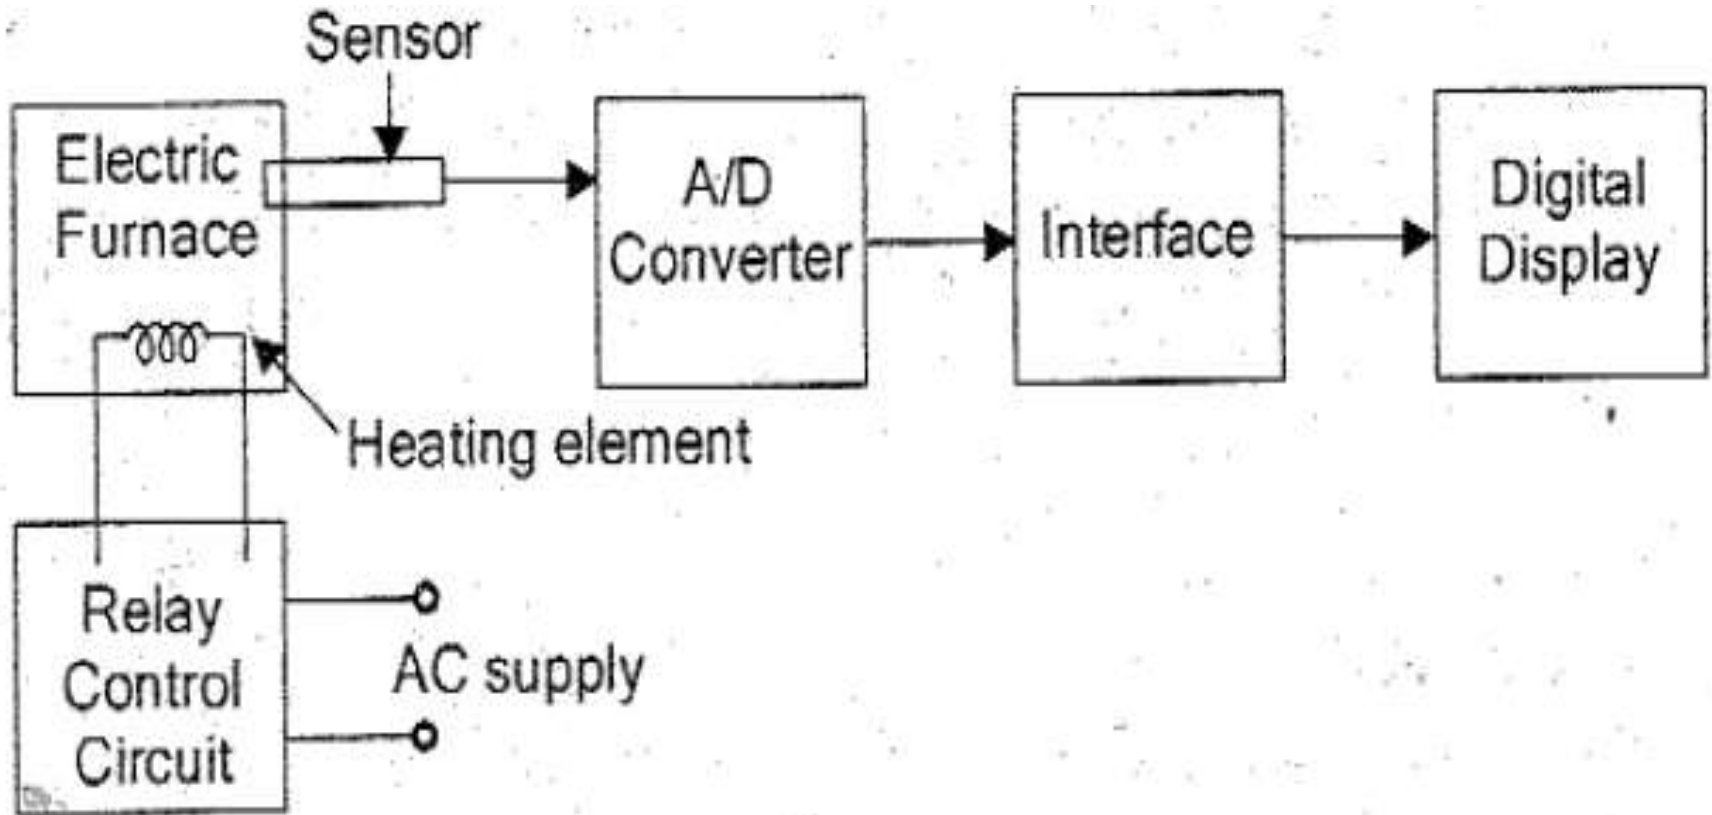 Sensor
Electric
Furnace
A/D
Converter
Interface
Digital
Display
Heating element
Relay
Control
Circuit
AC supply